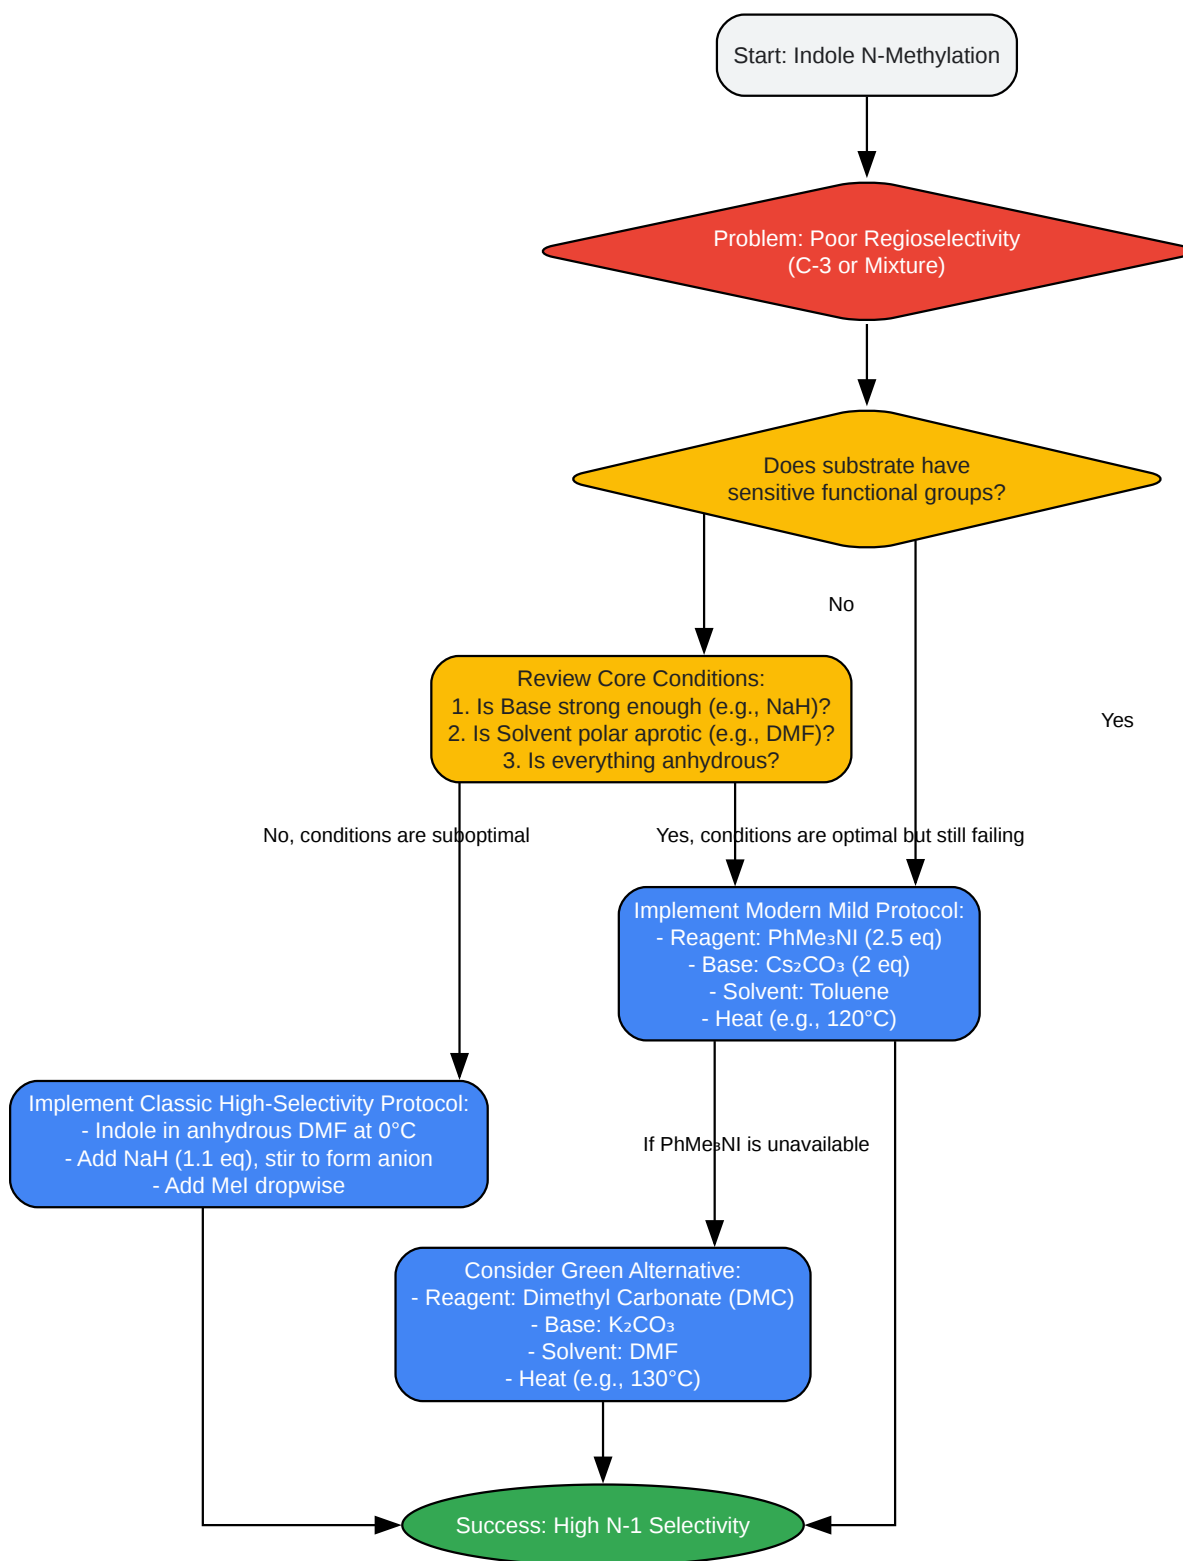 Start: Indole N-Methylation
Problem: Poor Regioselectivity
(C-3 or Mixture)
Does substrate have
sensitive functional groups?
No
Review Core Conditions:
1. Is Base strong enough (e.g., NaH)?
2. Is Solvent polar aprotic (e.g., DMF)?
3. Is everything anhydrous?
Yes
No, conditions are suboptimal
Yes, conditions are optimal but still failing
Implement Modern Mild Protocol:
- Reagent: PhMe₃NI (2.5 eq)
- Base: Cs₂CO₃ (2 eq)
- Solvent: Toluene
- Heat (e.g., 120°C)
Implement Classic High-Selectivity Protocol:
- Indole in anhydrous DMF at 0°C
- Add NaH (1.1 eq), stir to form anion
- Add MeI dropwise
If PhMe₃NI is unavailable
Consider Green Alternative:
- Reagent: Dimethyl Carbonate (DMC)
- Base: K₂CO₃
- Solvent: DMF
- Heat (e.g., 130°C)
Success: High N-1 Selectivity